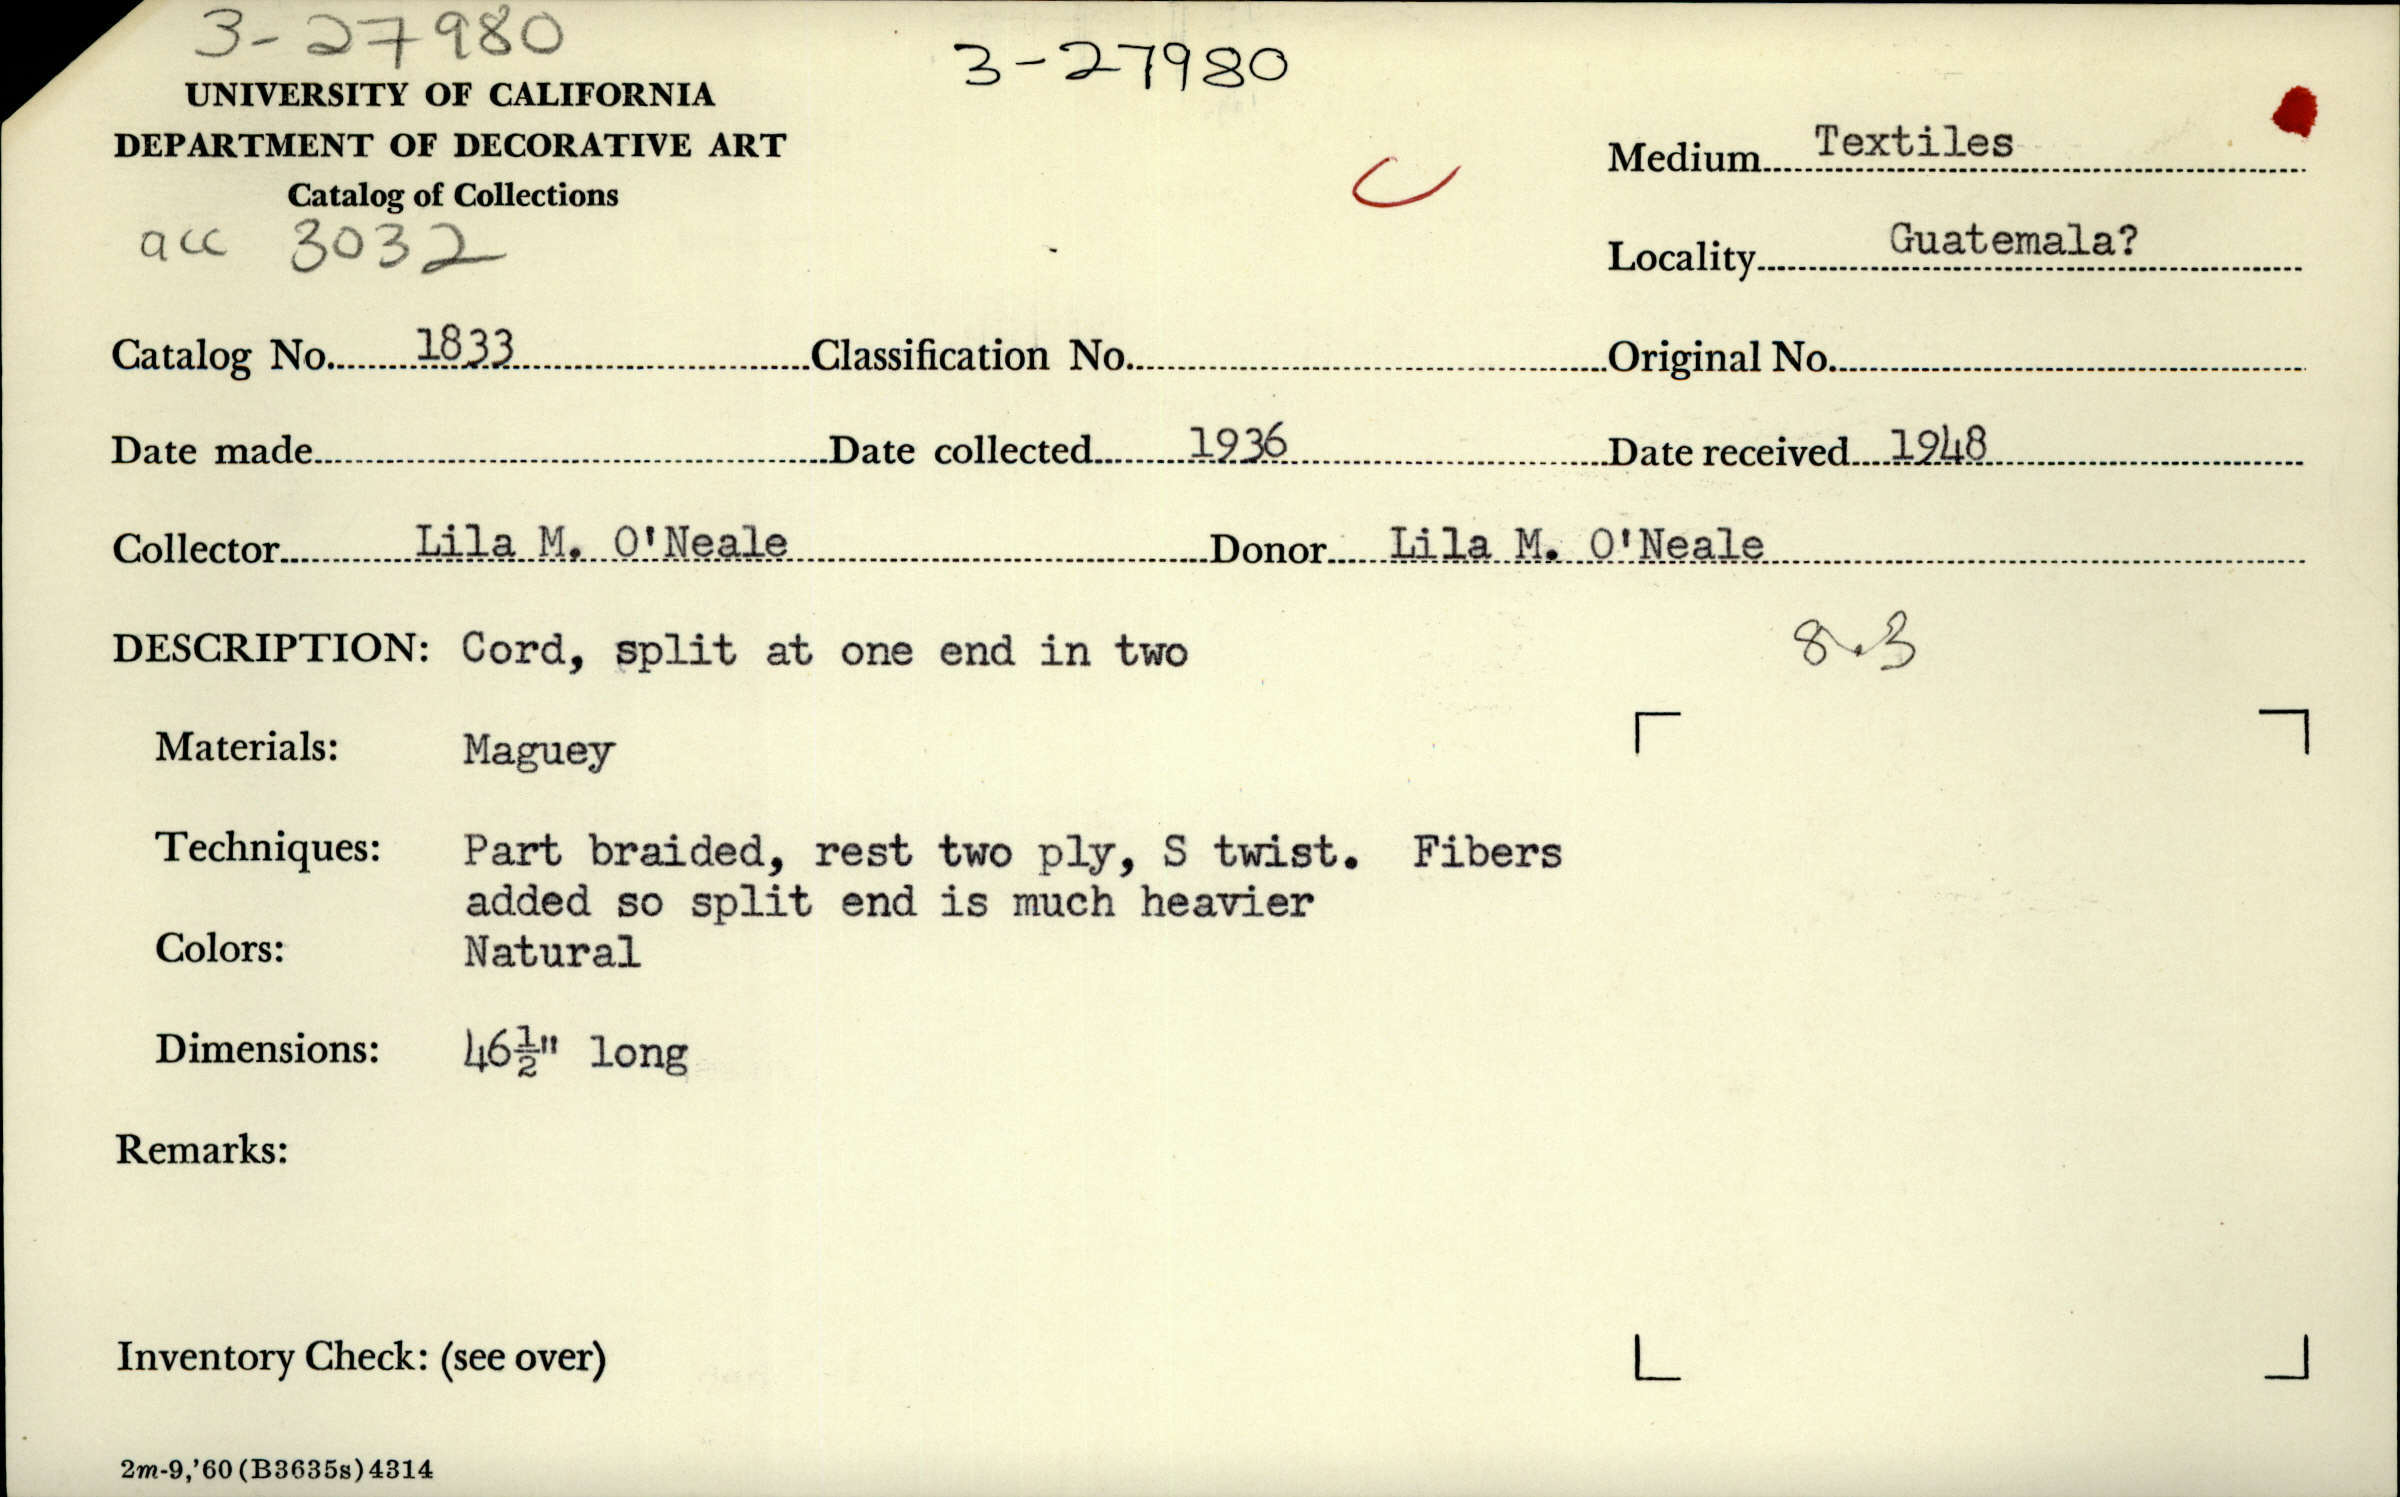 3-27980
3-27980
UNIVERSITY OF CALIFORNIA
DEPARTMENT OF DECORATIVE ART
Catalog of Collections
acc 3032
Medium Textiles
Locality Guatemala?
Catalog No. 1833 Classification No. Original No.
Date made Date collected 1936 Date received 1948
Collector Lila M. O'Neale Donor Lila M. O'Neale
DESCRIPTION: Cord, split at one end in two
8.3
Materials: Maguey
Techniques: Part braided, rest two ply, S twist. Fibers
added so split end is much heavier
Colors: Natural
Dimensions: 46½" long
Remarks:
Inventory Check: (see over)
2m-9,'60(B3635s)4314